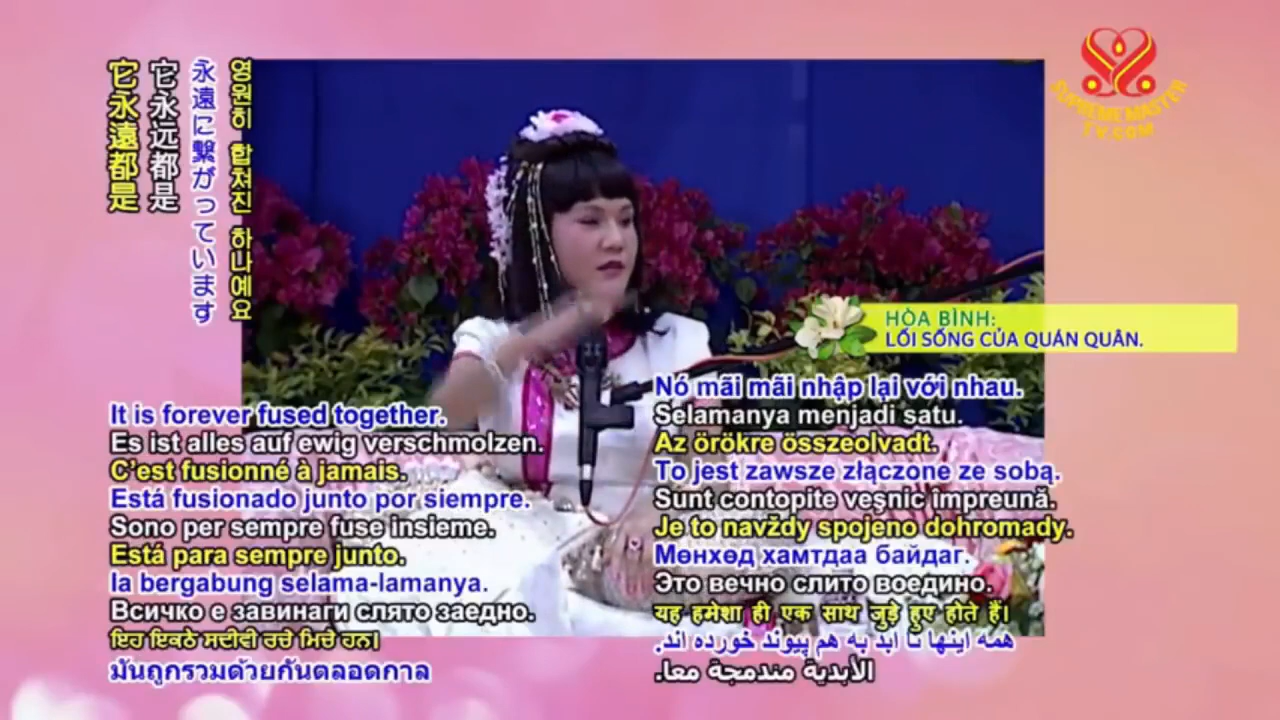 它永遠都是
它永远都是
永遠に繋がっています
영원히 합쳐진 하나예요
SUPREME MASTER
TV.COM
HÒA BÌNH:
LỐI SỐNG CỦA QUÁN QUÂN.
It is forever fused together.
Es ist alles auf ewig verschmolzen.
C'est fusionné à jamais.
Está fusionado junto por siempre.
Sono per sempre fuse insieme.
Está para sempre junto.
Ia bergabung selama-lamanya.
Всичко е завинаги слято заедно.
ਇਹ ਇਕਠੇ ਸਦੀਵੀ ਰਚੇ ਮਿਚੇ ਹਨ।
มันถูกรวมด้วยกันตลอดกาล
Nó mãi mãi nhập lại với nhau.
Selamanya menjadi satu.
Az örökre összeolvadt.
To jest zawsze złączone ze sobą.
Sunt contopite veşnic împreună.
Je to navždy spojeno dohromady.
Мөнхөд хамтдаа байдаг.
Это вечно слито воедино.
यह हमेशा ही एक साथ जुड़े हुए होते हैं।
همه اینها تا ابد به هم پیوند خورده اند.
الأبدية مندمجة معا.